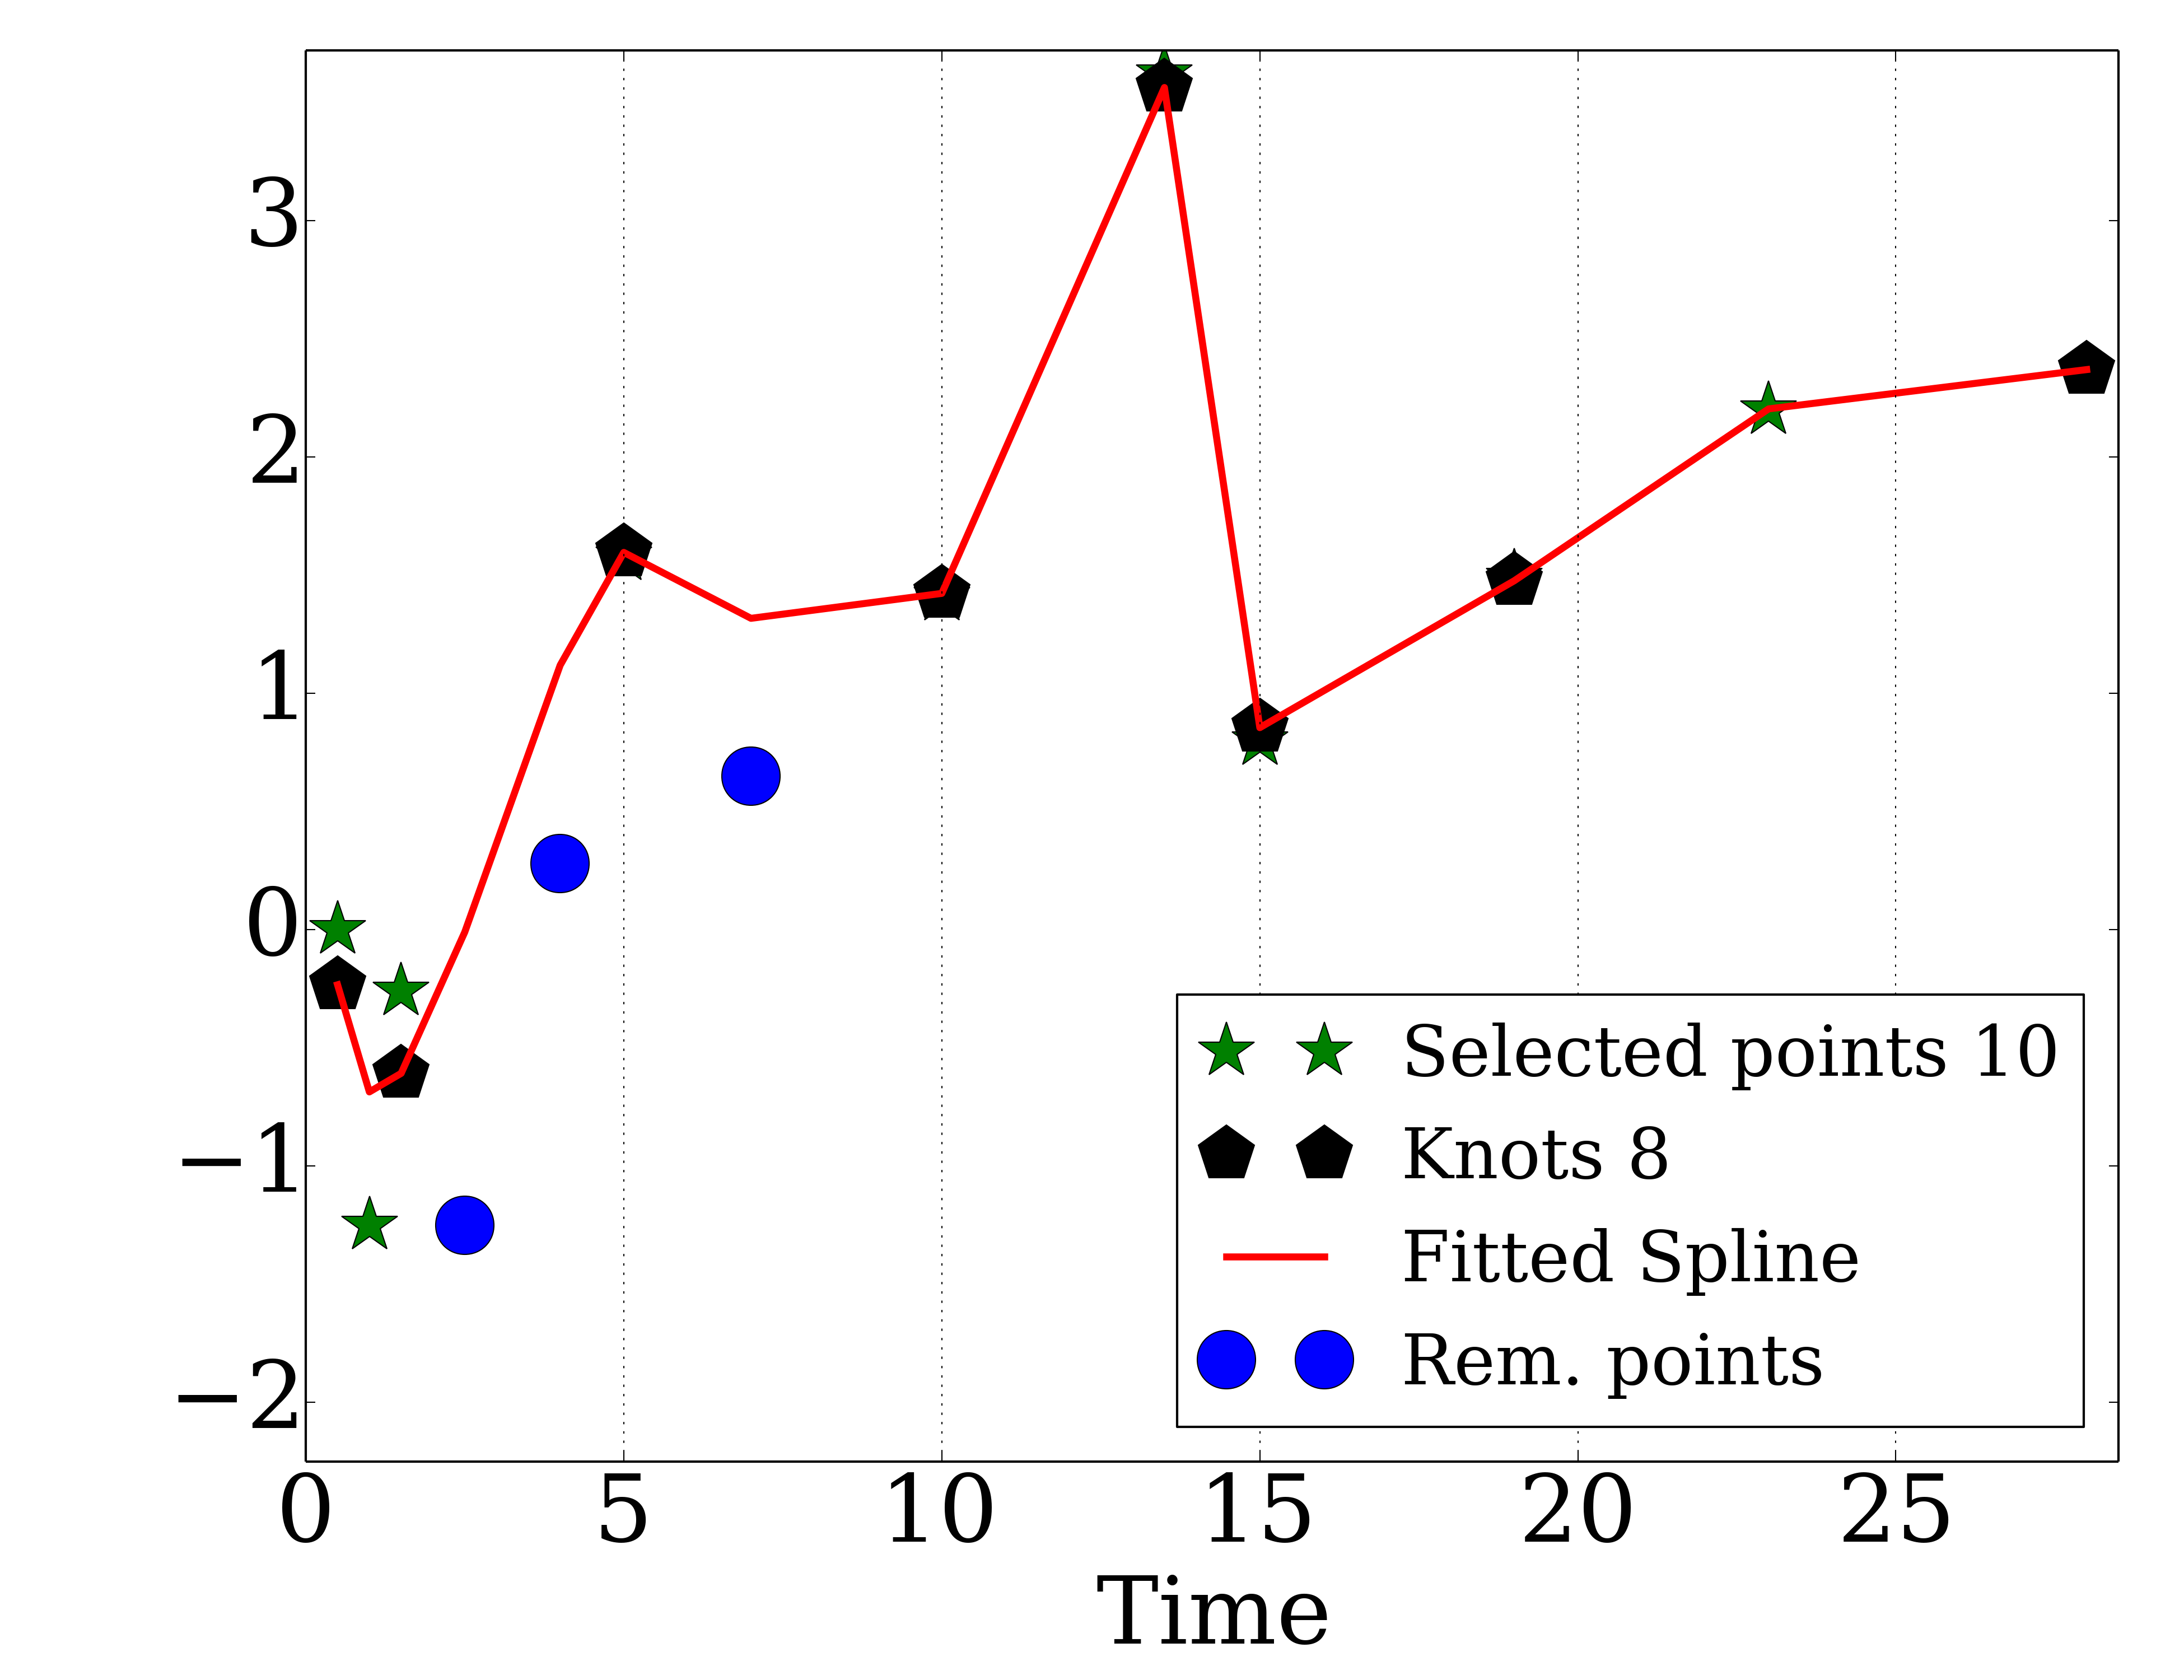 3
2
1
0
−1
−2
Selected points 10
Knots 8
Fitted Spline
Rem. points
0 5 10 15 20 25
Time